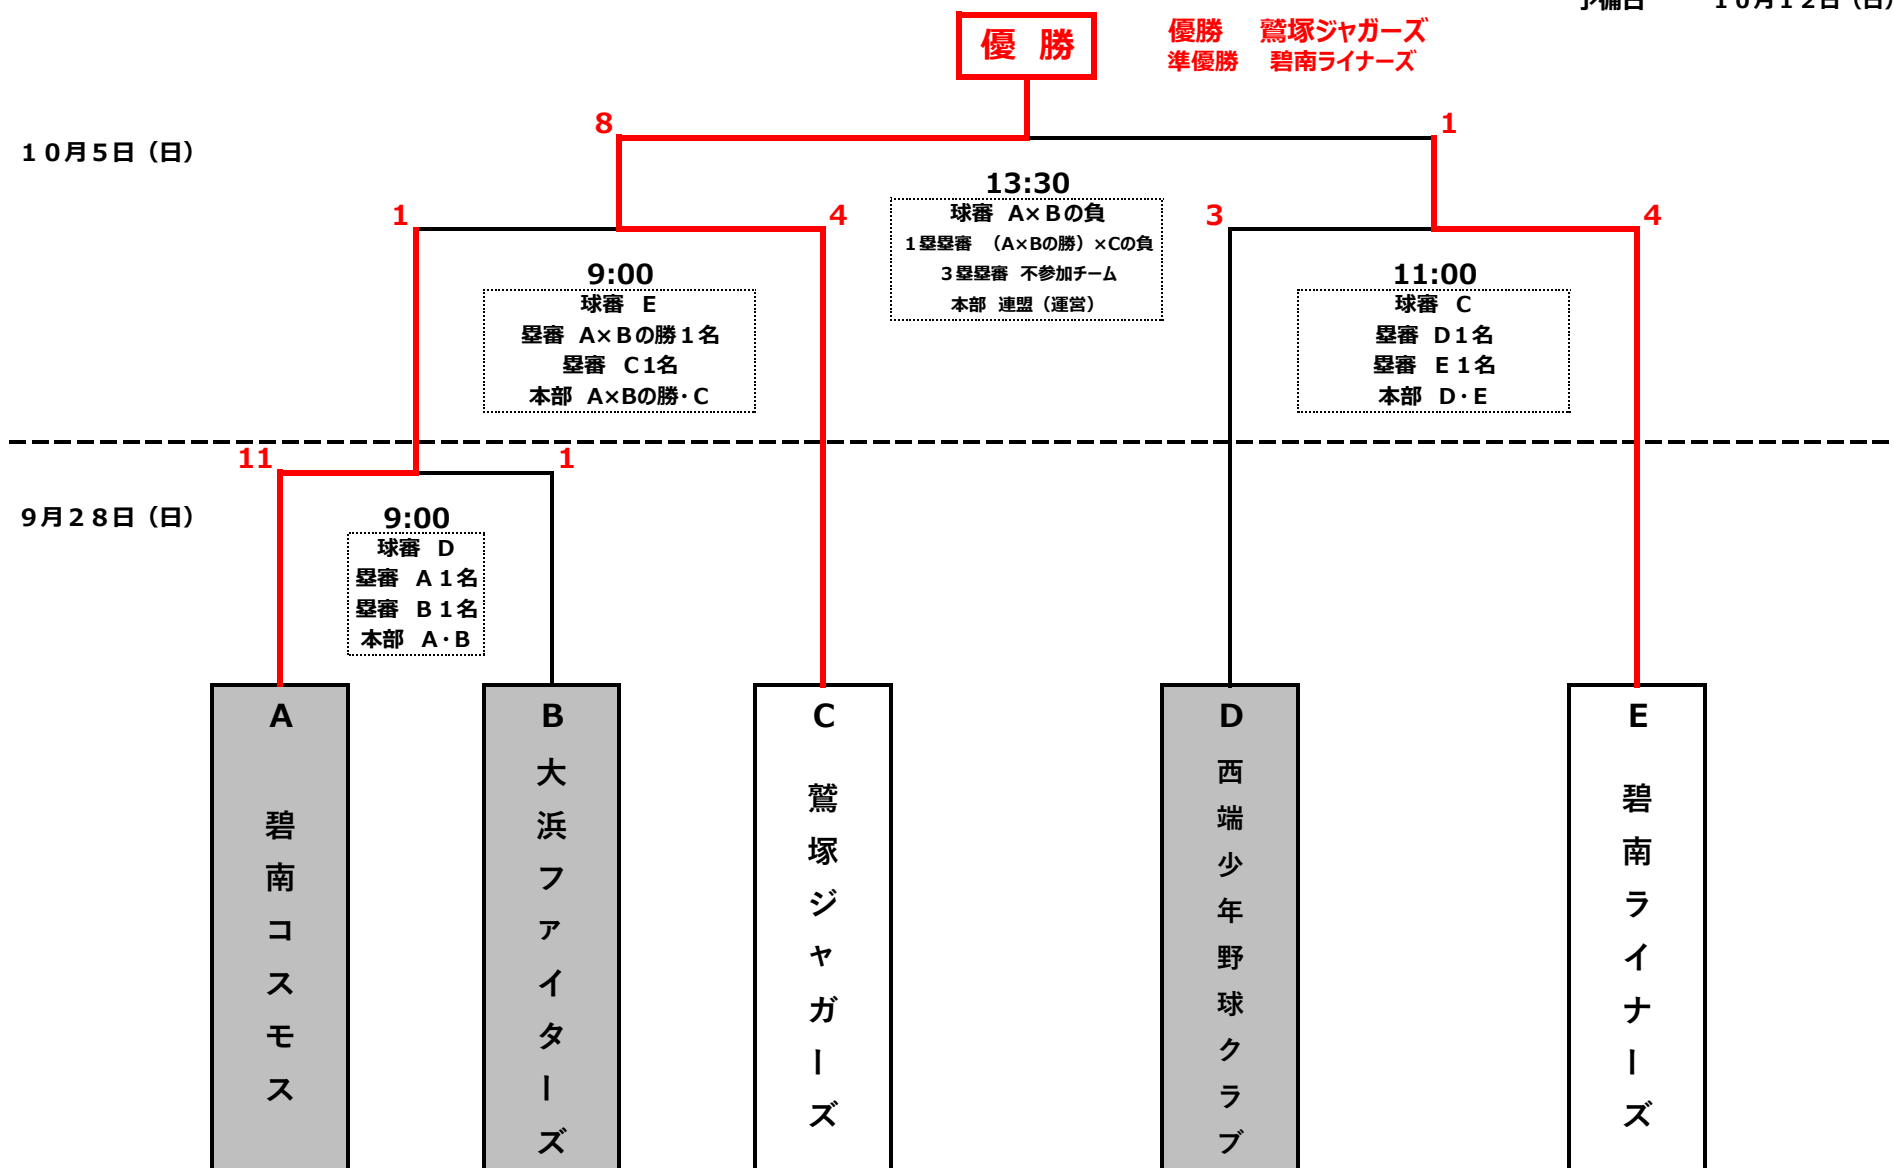 １０月１２日（日）
優　勝
優勝　鷲塚ジャガーズ
準優勝　碧南ライナーズ
8
1
１０月５日（日）
13:30
球審　A×Bの負
１塁塁審　（A×Bの勝）×Cの負
３塁塁審　不参加チーム
本部　連盟（運営）
1
4
3
4
9:00
球審　E
塁審　A×Bの勝１名
塁審　C1名
本部　A×Bの勝・C
11:00
球審　C
塁審　D１名
塁審　E１名
本部　D・E
11
1
９月２８日（日）
9:00
球審　D
塁審　A１名
塁審　B１名
本部　A・B
A
碧南コスモス
B
大浜ファイターズ
C
鷲塚ジャガーズ
D
西端少年野球クラブ
E
碧南ライナーズ